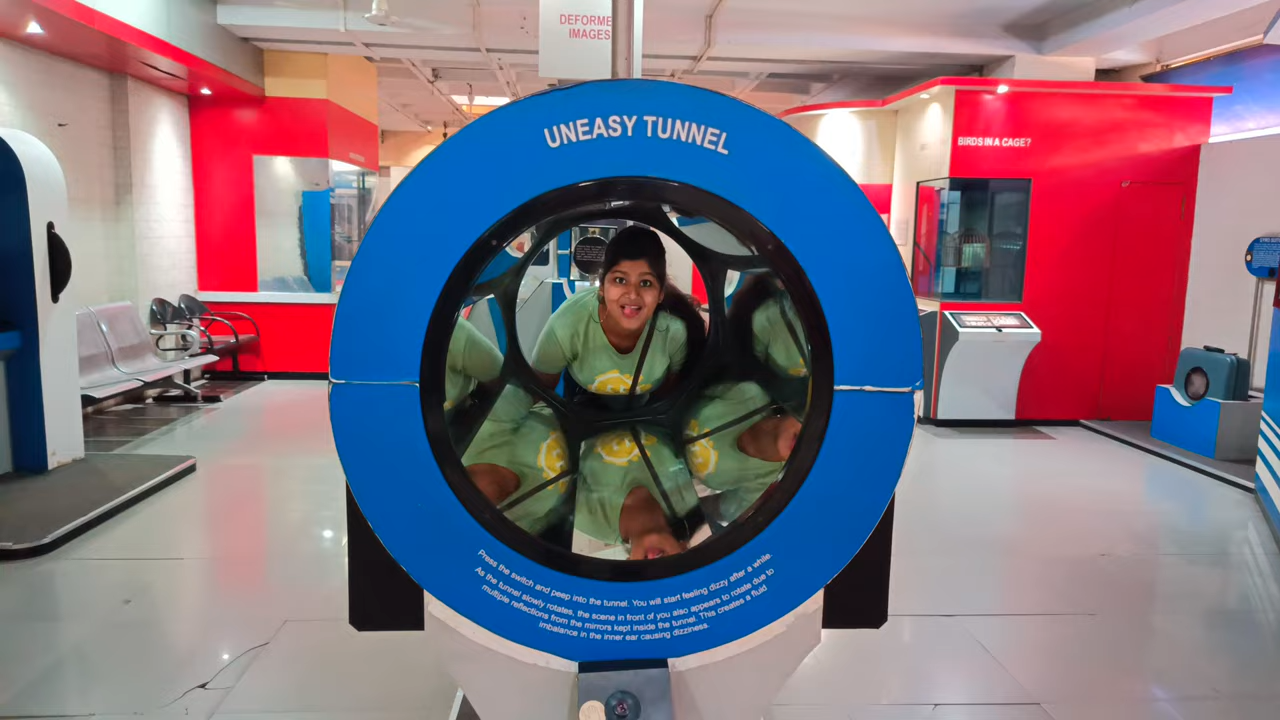 DEFORME
IMAGES
UNEASY TUNNEL
BIRDS IN A CAGE?
Press the switch and peep into the tunnel. You will start feeling dizzy after a while.
As the tunnel slowly rotates, the scene in front of you also appears to rotate due to
multiple reflections from the mirrors kept inside the tunnel. This creates a fluid
imbalance in the inner ear causing dizziness.